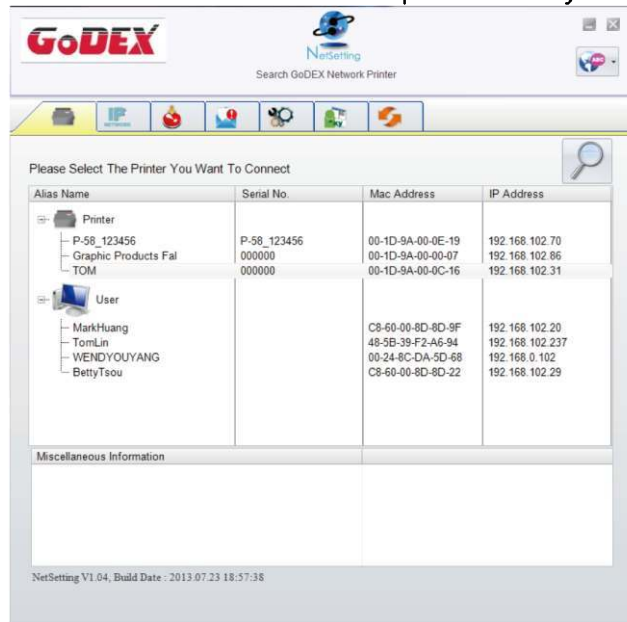 GODEX
NetSetting
Search GoDEX Network Printer
IP
NETWORK
Please Select The Printer You Want To Connect
Alias Name Serial No. Mac Address IP Address
Printer
P-58_123456 P-58_123456 00-1D-9A-00-0E-19 192.168.102.70
Graphic Products Fal 000000 00-1D-9A-00-00-07 192.168.102.86
TOM 000000 00-1D-9A-00-0C-16 192.168.102.31
User
MarkHuang C8-60-00-8D-8D-9F 192.168.102.20
TomLin 48-5B-39-F2-A6-94 192.168.102.237
WENDYOUYANG 00-24-8C-DA-5D-68 192.168.0.102
BettyTsou C8-60-00-8D-8D-22 192.168.102.29
Miscellaneous Information
NetSetting V1.04, Build Date : 2013.07.23 18:57:38